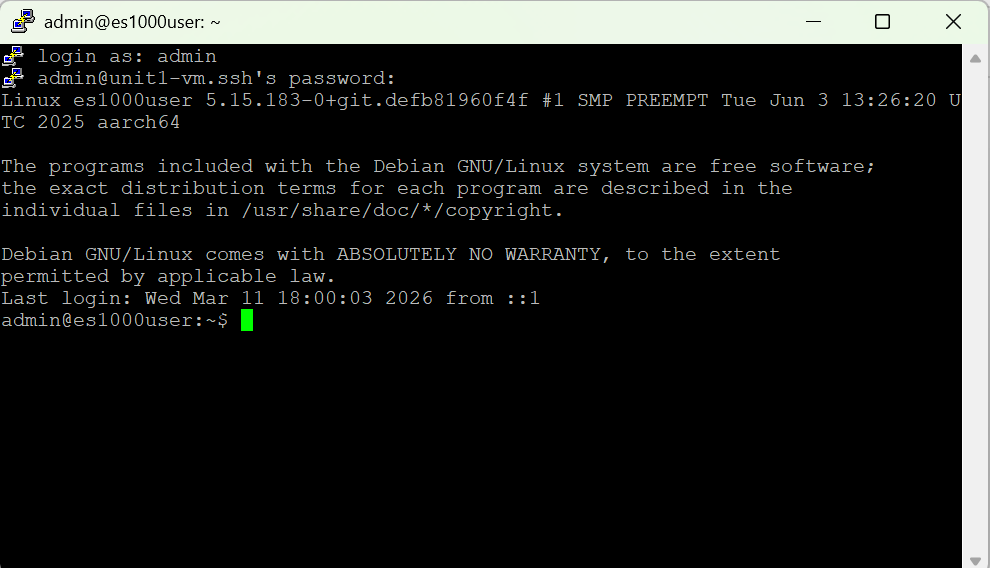 admin@es1000user: ~
login as: admin
admin@unit1-vm.ssh's password:
Linux es1000user 5.15.183-0+git.defb81960f4f #1 SMP PREEMPT Tue Jun 3 13:26:20 U
TC 2025 aarch64
The programs included with the Debian GNU/Linux system are free software;
the exact distribution terms for each program are described in the
individual files in /usr/share/doc/*/copyright.
Debian GNU/Linux comes with ABSOLUTELY NO WARRANTY, to the extent
permitted by applicable law.
Last login: Wed Mar 11 18:00:03 2026 from ::1
admin@es1000user:~$